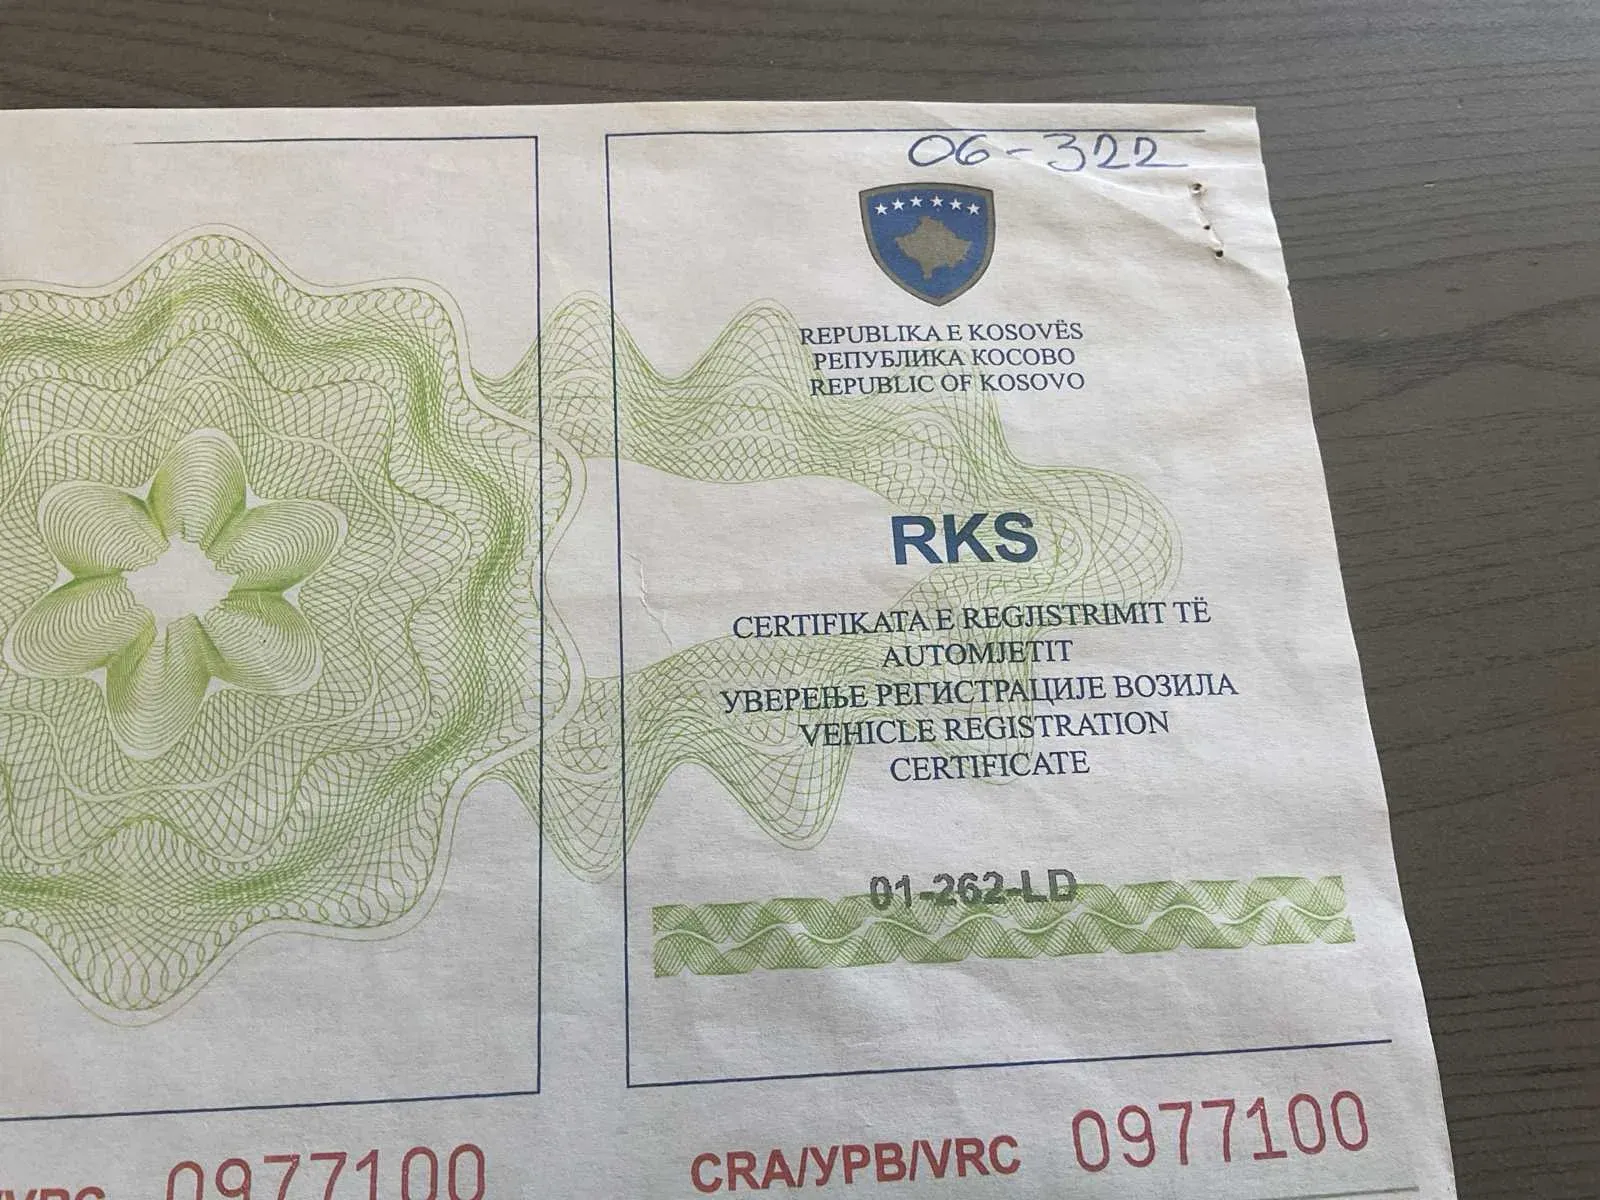 06-322
REPUBLIKA E KOSOVËS
РЕПУБЛИКА КОСОВО
REPUBLIC OF KOSOVO
RKS
CERTIFIKATA E REGJISTRIMIT TË
AUTOMJETIT
УВЕРЕЊЕ РЕГИСТРАЦИЈЕ ВОЗИЛА
VEHICLE REGISTRATION
CERTIFICATE
01-262-LD
CRA/УРВ/VRC 0977100
/VRC 0977100